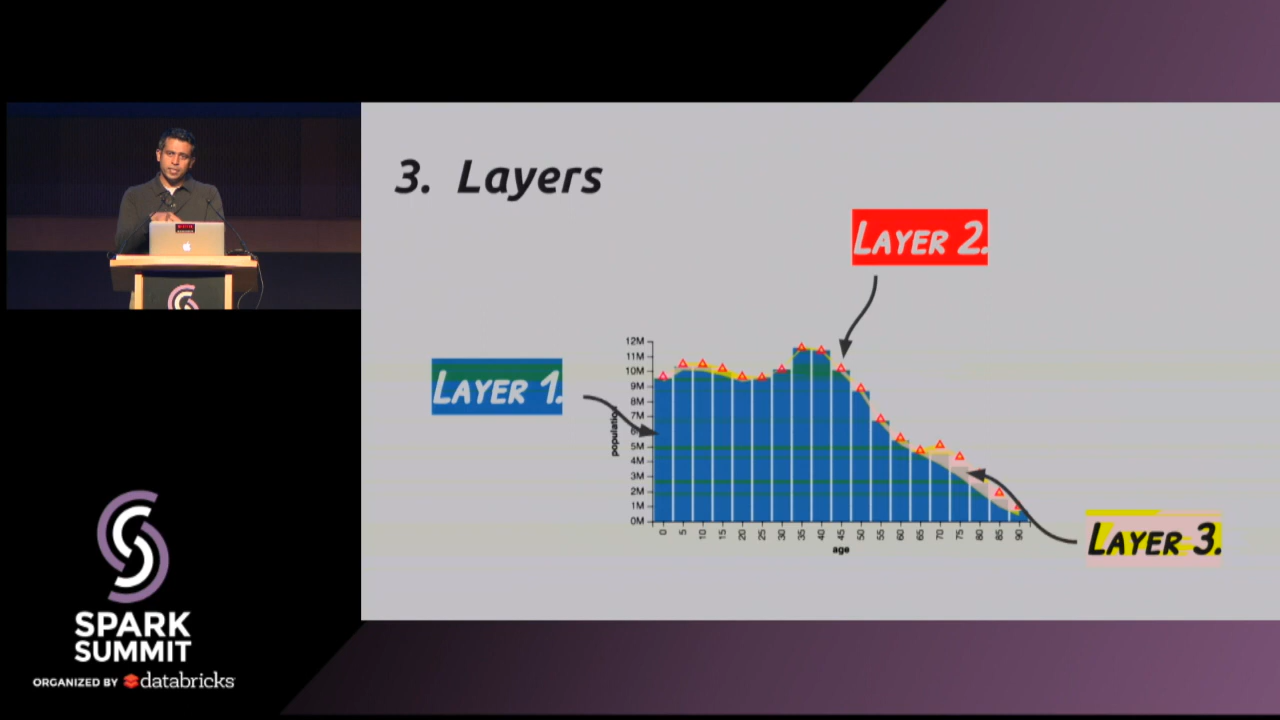 3. Layers
LAYER 2.
LAYER 1.
12M
11M
10M
9M
8M
7M
6M
5M
4M
3M
2M
1M
0M
population
0 5 10 15 20 25 30 35 40 45 50 55 60 65 70 75 80 85 90
age
LAYER 3.
SPARK
SUMMIT
ORGANIZED BY databricks